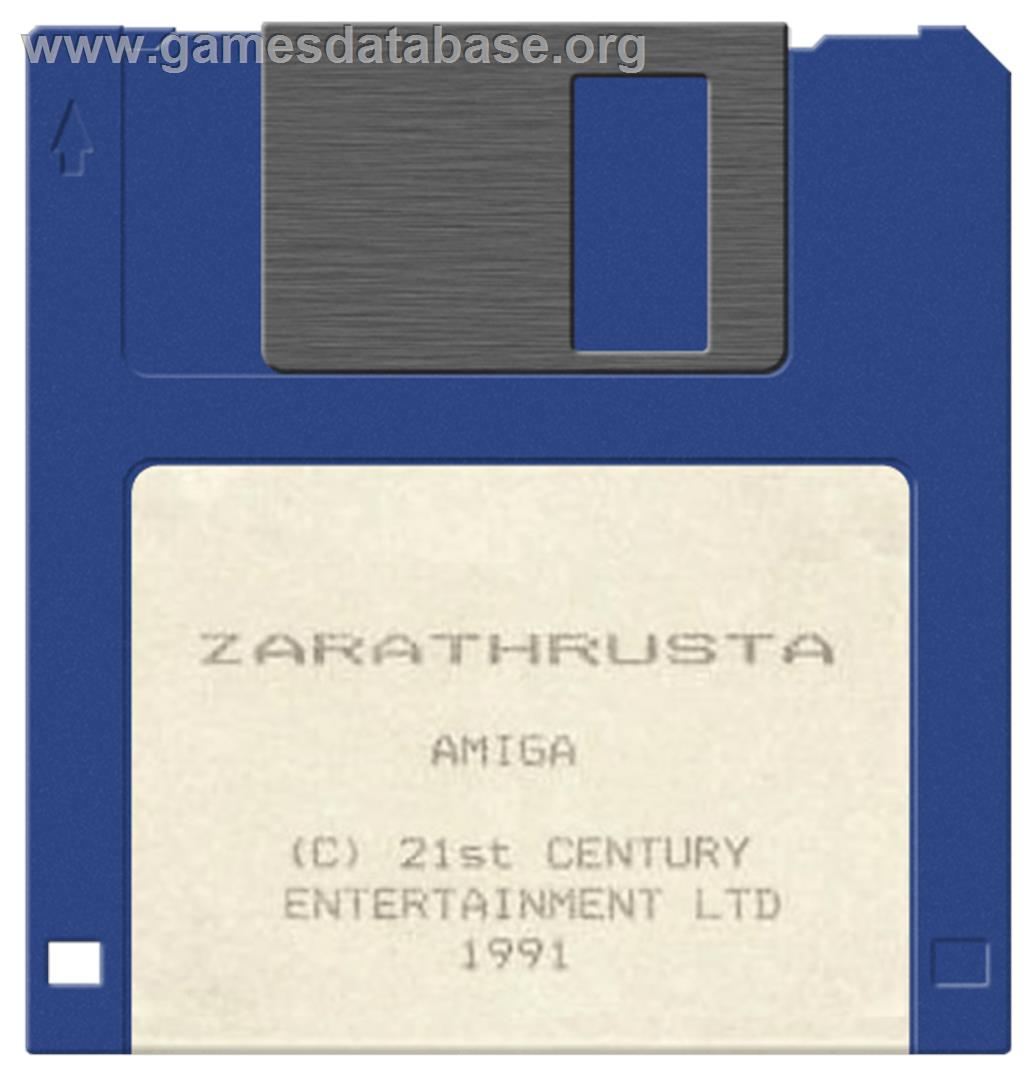 www.gamesdatabase.org
ZARATHRUSTA
AMIGA
(C) 21st CENTURY
ENTERTAINMENT LTD
1991